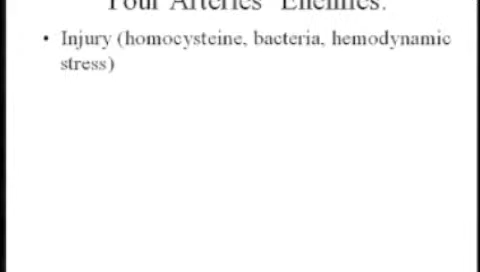 Your Arteries' Enemies:
• Injury (homocysteine, bacteria, hemodynamic
stress)